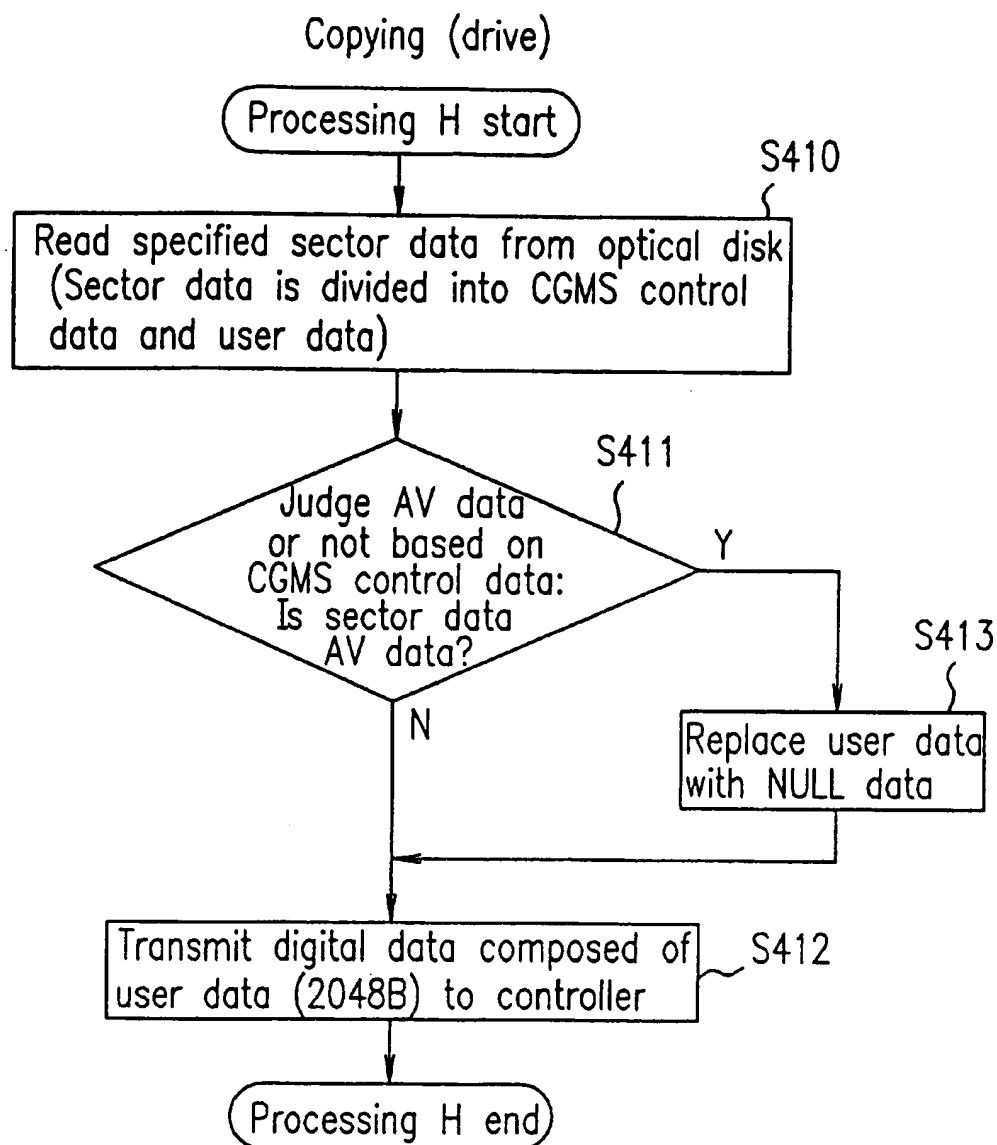 Copying (drive)
Processing H start
S410
Read specified sector data from optical disk
(Sector data is divided into CGMS control
data and user data)
S411
Judge AV data
or not based on
CGMS control data:
Is sector data
AV data?
Y
N
S413
Replace user data
with NULL data
Transmit digital data composed of
user data (2048B) to controller
S412
Processing H end